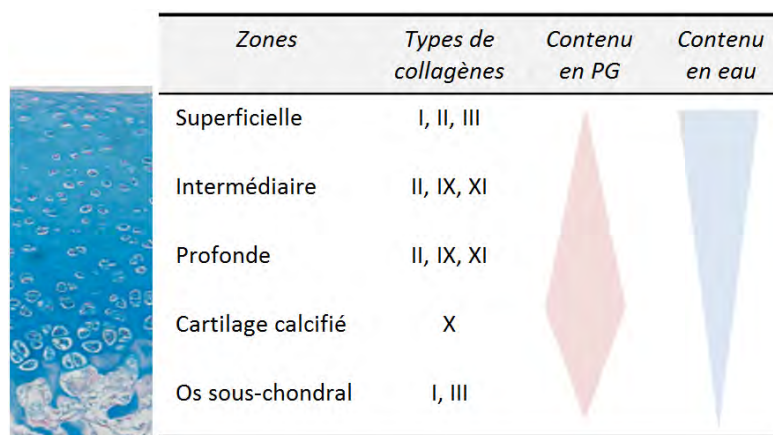 Zones Types de Contenu Contenu
collagènes en PG en eau
Superficielle I, II, III
Intermédiaire II, IX, XI
Profonde II, IX, XI
Cartilage calcifié X
Os sous-chondral I, III